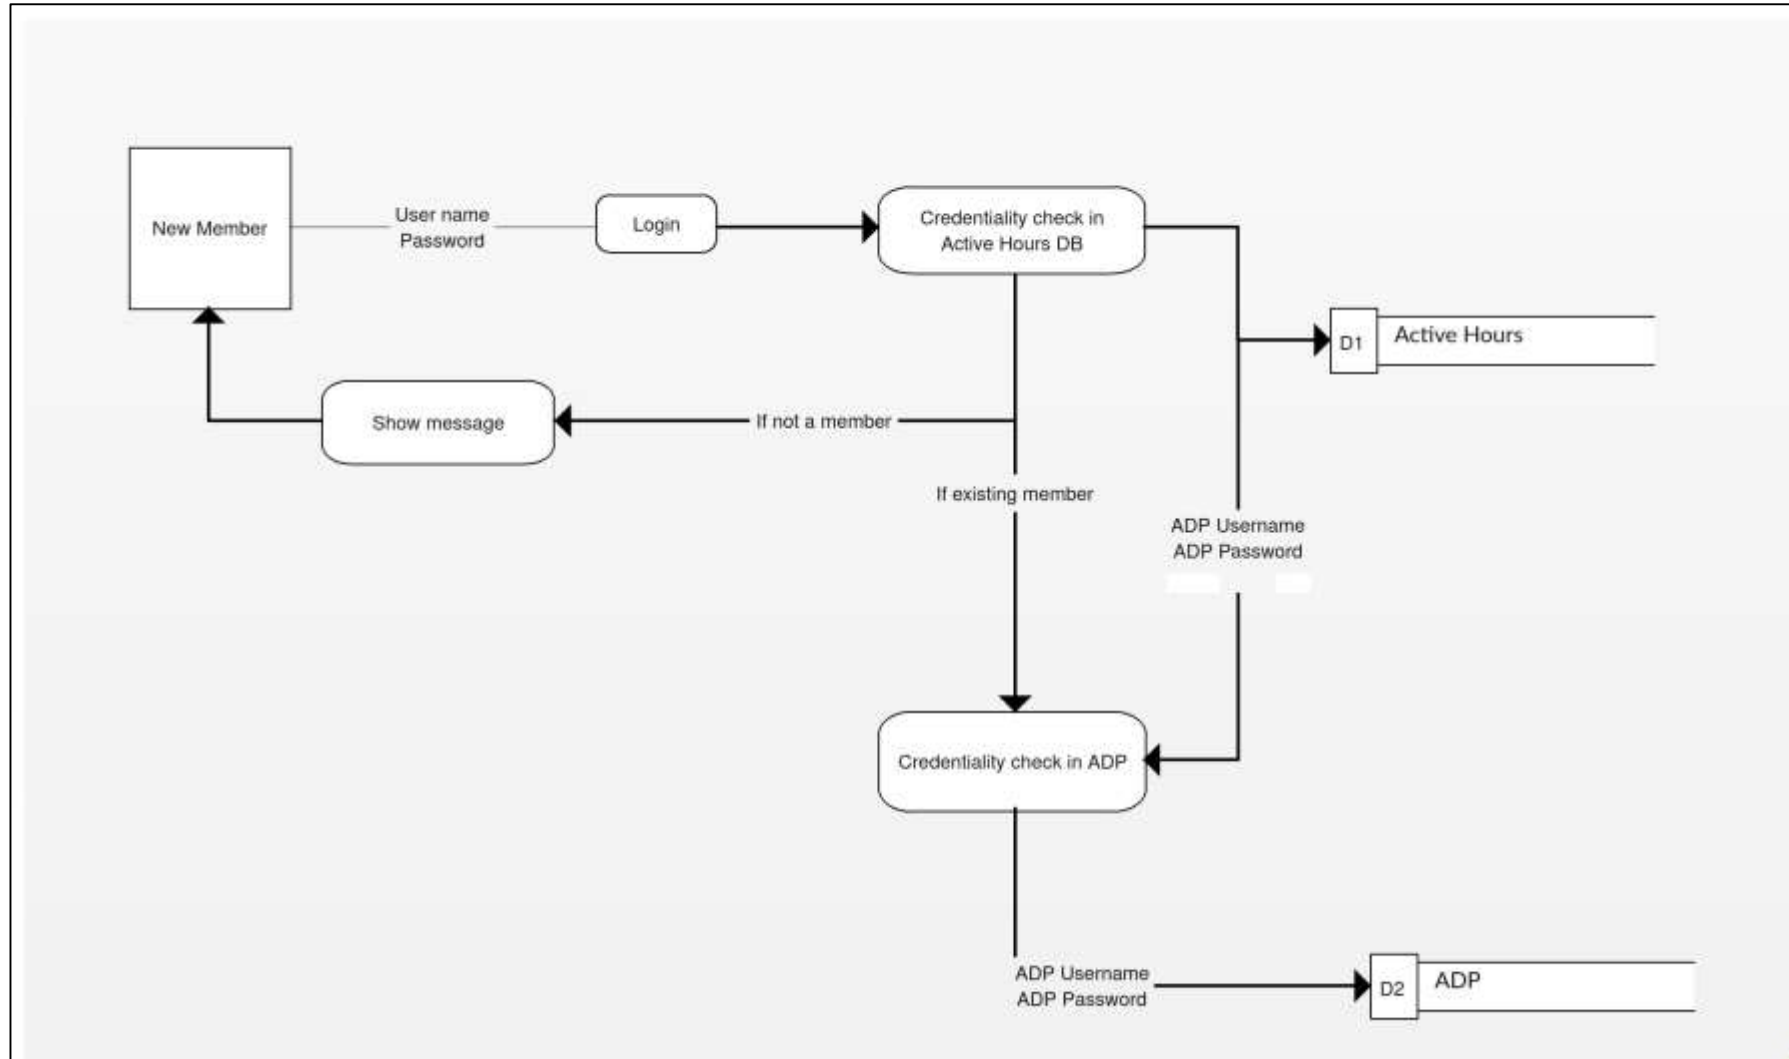 New Member
User name
Password
Login
Credentiality check in
Active Hours DB
D1
Active Hours
Show message
If not a member
If existing member
ADP Username
ADP Password
Credentiality check in ADP
ADP Username
ADP Password
D2
ADP